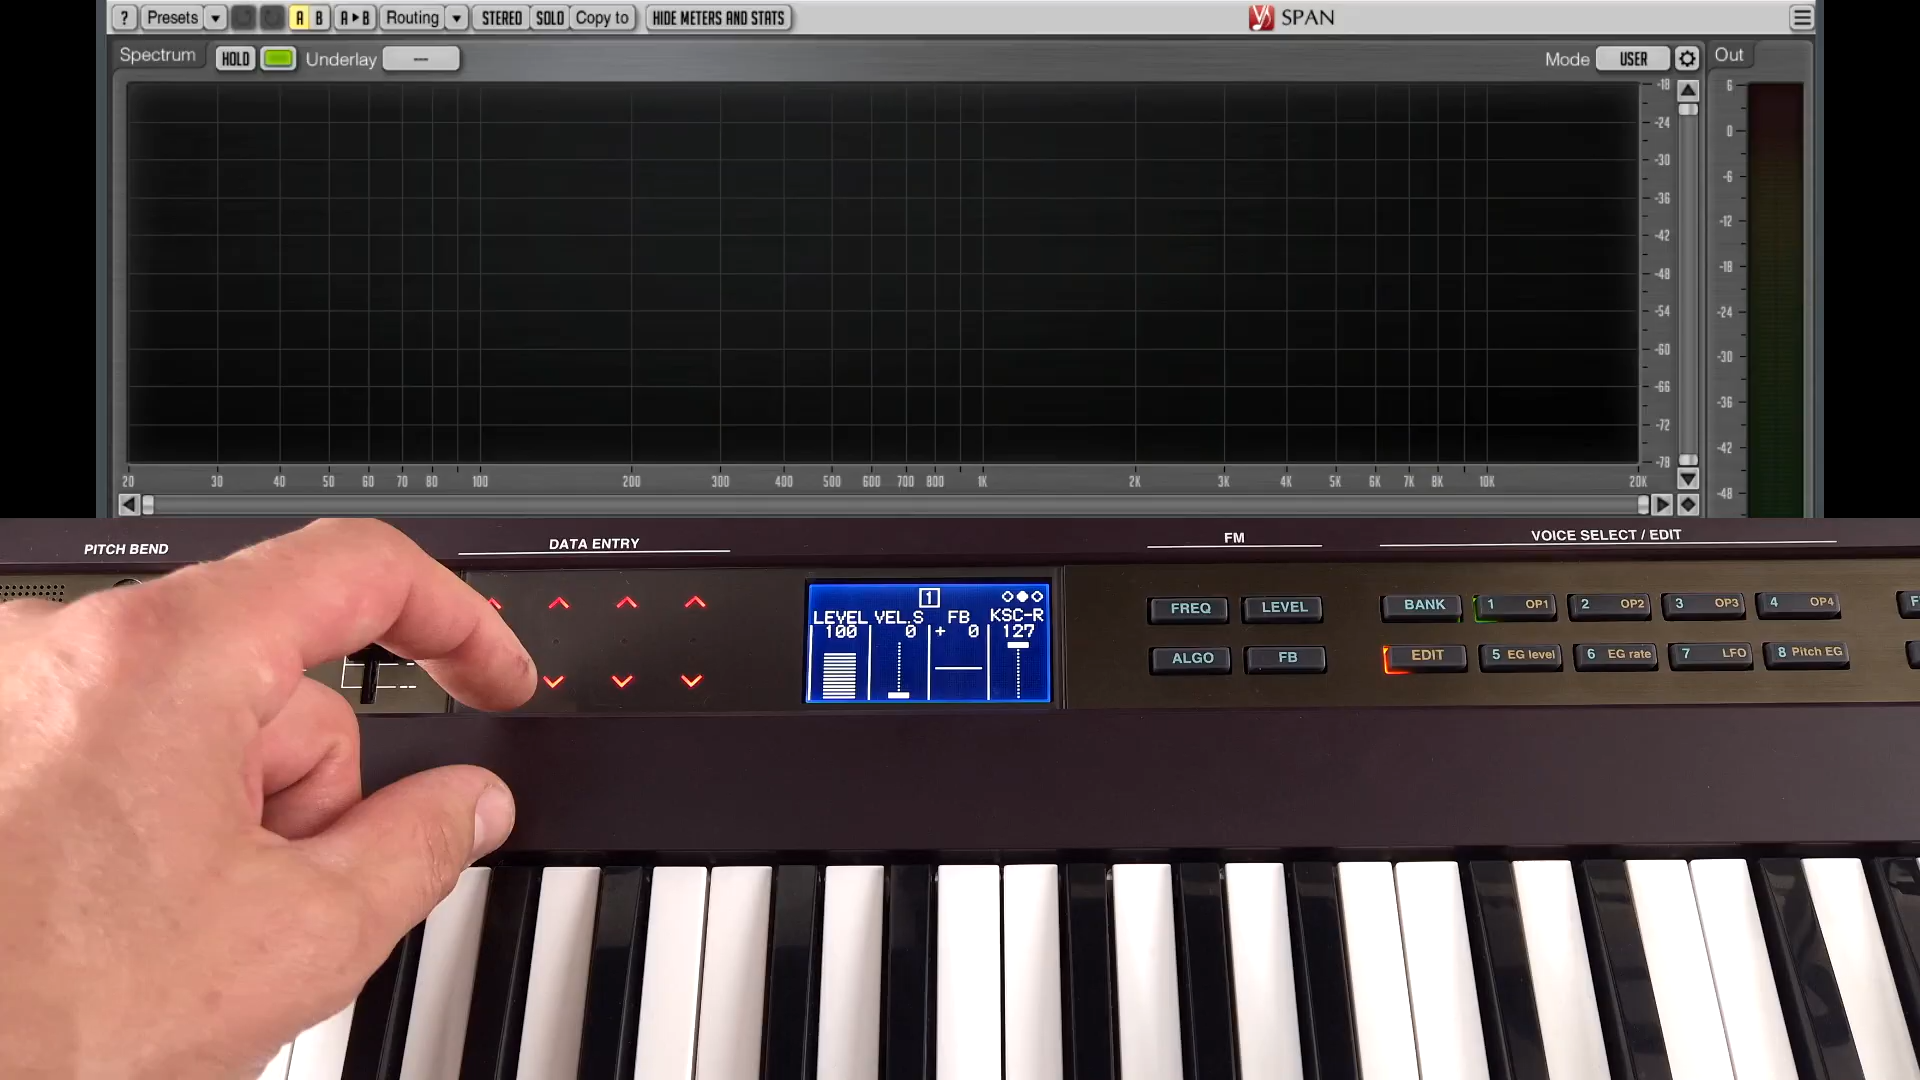 ? Presets A B A▸B Routing STEREO SOLO Copy to HIDE METERS AND STATS SPAN
Spectrum HOLD Underlay — Mode USER Out
-18 -24 -30 -36 -42 -48 -54 -60 -66 -72 -78
6 0 -6 -12 -18 -24 -30 -36 -42 -48
20 30 40 50 60 70 80 100 200 300 400 500 600 700 800 1K 2K 3K 4K 5K 6K 7K 8K 10K 20K
PITCH BEND
DATA ENTRY
FM
VOICE SELECT / EDIT
1
LEVEL VEL.S FB KSC-R
100 0 + 0 127
FREQ LEVEL
ALGO FB
BANK 1 OP1 2 OP2 3 OP3 4 OP4
EDIT 5 EG level 6 EG rate 7 LFO 8 Pitch EG